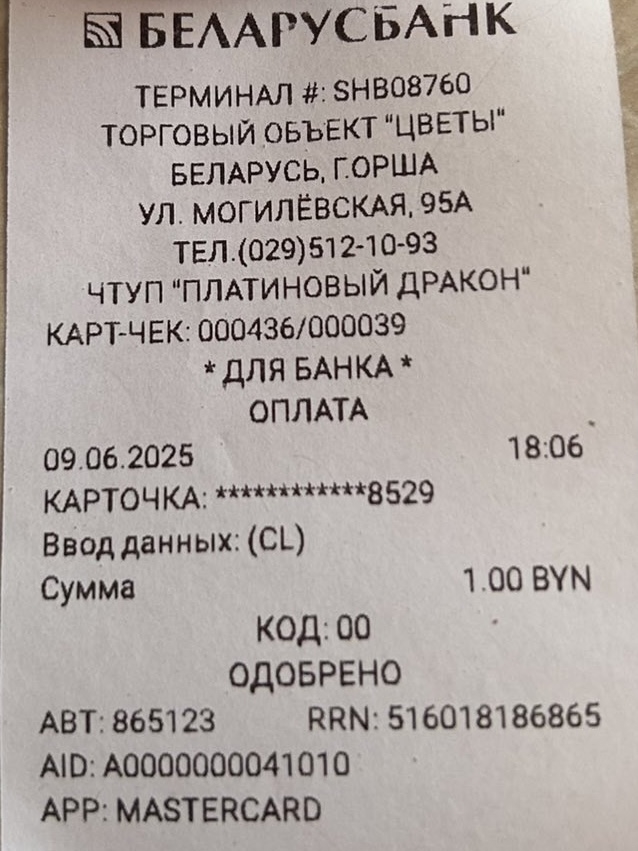 БЕЛАРУСБАНК
ТЕРМИНАЛ #: SHB08760
ТОРГОВЫЙ ОБЪЕКТ "ЦВЕТЫ"
БЕЛАРУСЬ, Г.ОРША
УЛ. МОГИЛЁВСКАЯ, 95А
ТЕЛ.(029)512-10-93
ЧТУП "ПЛАТИНОВЫЙ ДРАКОН"
КАРТ-ЧЕК: 000436/000039
* ДЛЯ БАНКА *
ОПЛАТА
09.06.2025 18:06
КАРТОЧКА: ************8529
Ввод данных: (CL)
Сумма 1.00 BYN
КОД: 00
ОДОБРЕНО
АВТ: 865123 RRN: 516018186865
AID: A0000000041010
APP: MASTERCARD